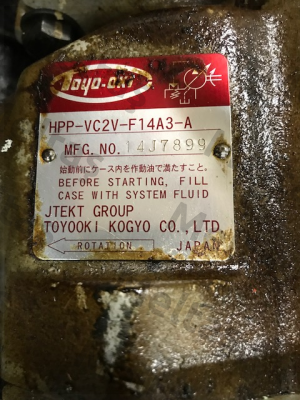 toyo-oki
HPP-VC2V-F14A3-A
MFG. NO. 14J7899
始動前にケース内を作動油で満たすこと。
BEFORE STARTING, FILL
CASE WITH SYSTEM FLUID
JTEKT GROUP
TOYOOKI KOGYO CO., LTD.
ROTATION JAPAN